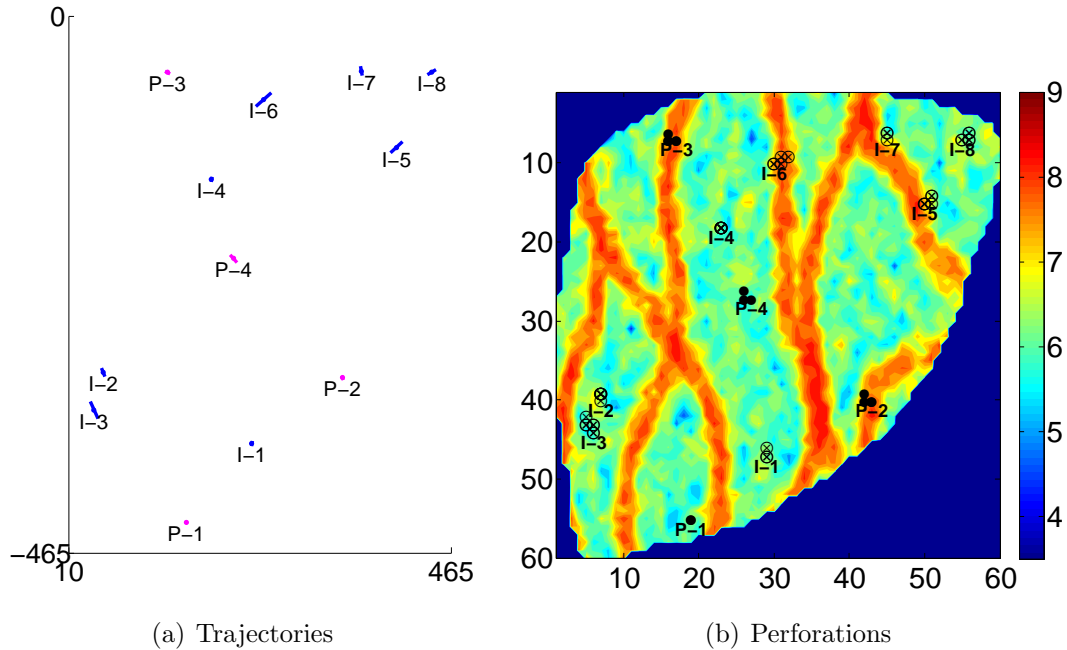 0
P−3
I−7
I−8
I−6
I−5
I−4
P−4
I−2
P−2
I−3
I−1
P−1
−465
10
465
(a) Trajectories
P−3
I−7
I−8
I−6
I−5
I−4
P−4
I−2
P−2
I−3
I−1
P−1
10
20
30
40
50
60
10 20 30 40 50 60
9
8
7
6
5
4
(b) Perforations